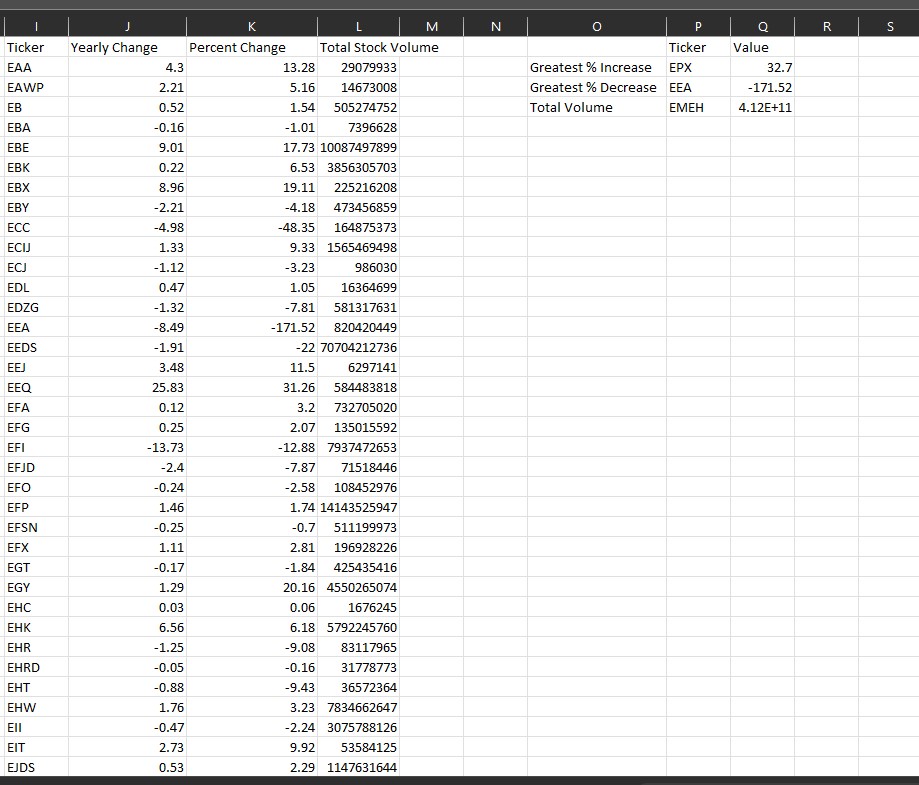 I J K L M N O P Q R S
Ticker Yearly Change Percent Change Total Stock Volume Ticker Value
EAA 4.3 13.28 29079933 Greatest % Increase EPX 32.7
EAWP 2.21 5.16 14673008 Greatest % Decrease EEA -171.52
EB 0.52 1.54 505274752 Total Volume EMEH 4.12E+11
EBA -0.16 -1.01 7396628
EBE 9.01 17.73 10087497899
EBK 0.22 6.53 3856305703
EBX 8.96 19.11 225216208
EBY -2.21 -4.18 473456859
ECC -4.98 -48.35 164875373
ECIJ 1.33 9.33 1565469498
ECJ -1.12 -3.23 986030
EDL 0.47 1.05 16364699
EDZG -1.32 -7.81 581317631
EEA -8.49 -171.52 820420449
EEDS -1.91 -22 70704212736
EEJ 3.48 11.5 6297141
EEQ 25.83 31.26 584483818
EFA 0.12 3.2 732705020
EFG 0.25 2.07 135015592
EFI -13.73 -12.88 7937472653
EFJD -2.4 -7.87 71518446
EFO -0.24 -2.58 108452976
EFP 1.46 1.74 14143525947
EFSN -0.25 -0.7 511199973
EFX 1.11 2.81 196928226
EGT -0.17 -1.84 425435416
EGY 1.29 20.16 4550265074
EHC 0.03 0.06 1676245
EHK 6.56 6.18 5792245760
EHR -1.25 -9.08 83117965
EHRD -0.05 -0.16 31778773
EHT -0.88 -9.43 36572364
EHW 1.76 3.23 7834662647
EII -0.47 -2.24 3075788126
EIT 2.73 9.92 53584125
EJDS 0.53 2.29 1147631644